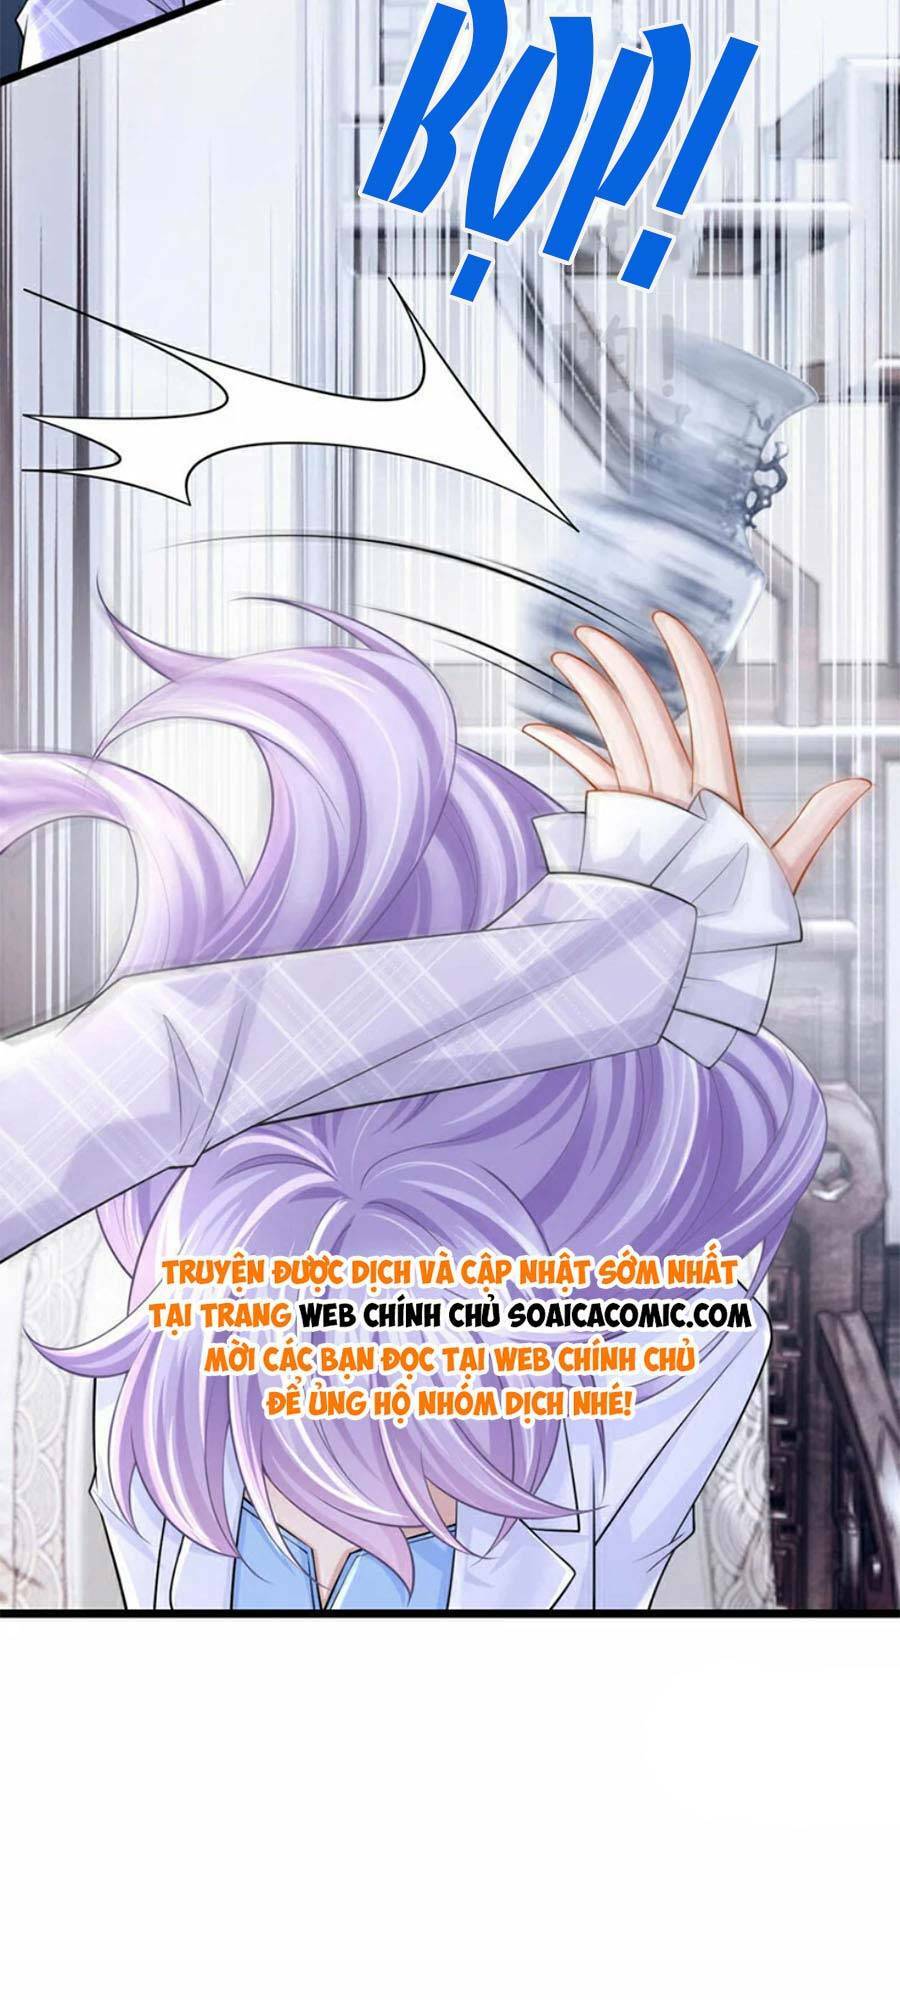 BỌP!
啪！
TRUYỆN ĐƯỢC DỊCH VÀ CẬP NHẬT SỚM NHẤT
TẠI TRANG WEB CHÍNH CHỦ SOAICACOMIC.COM
MỜI CÁC BẠN ĐỌC TẠI WEB CHÍNH CHỦ
ĐỂ ỦNG HỘ NHÓM DỊCH NHÉ!